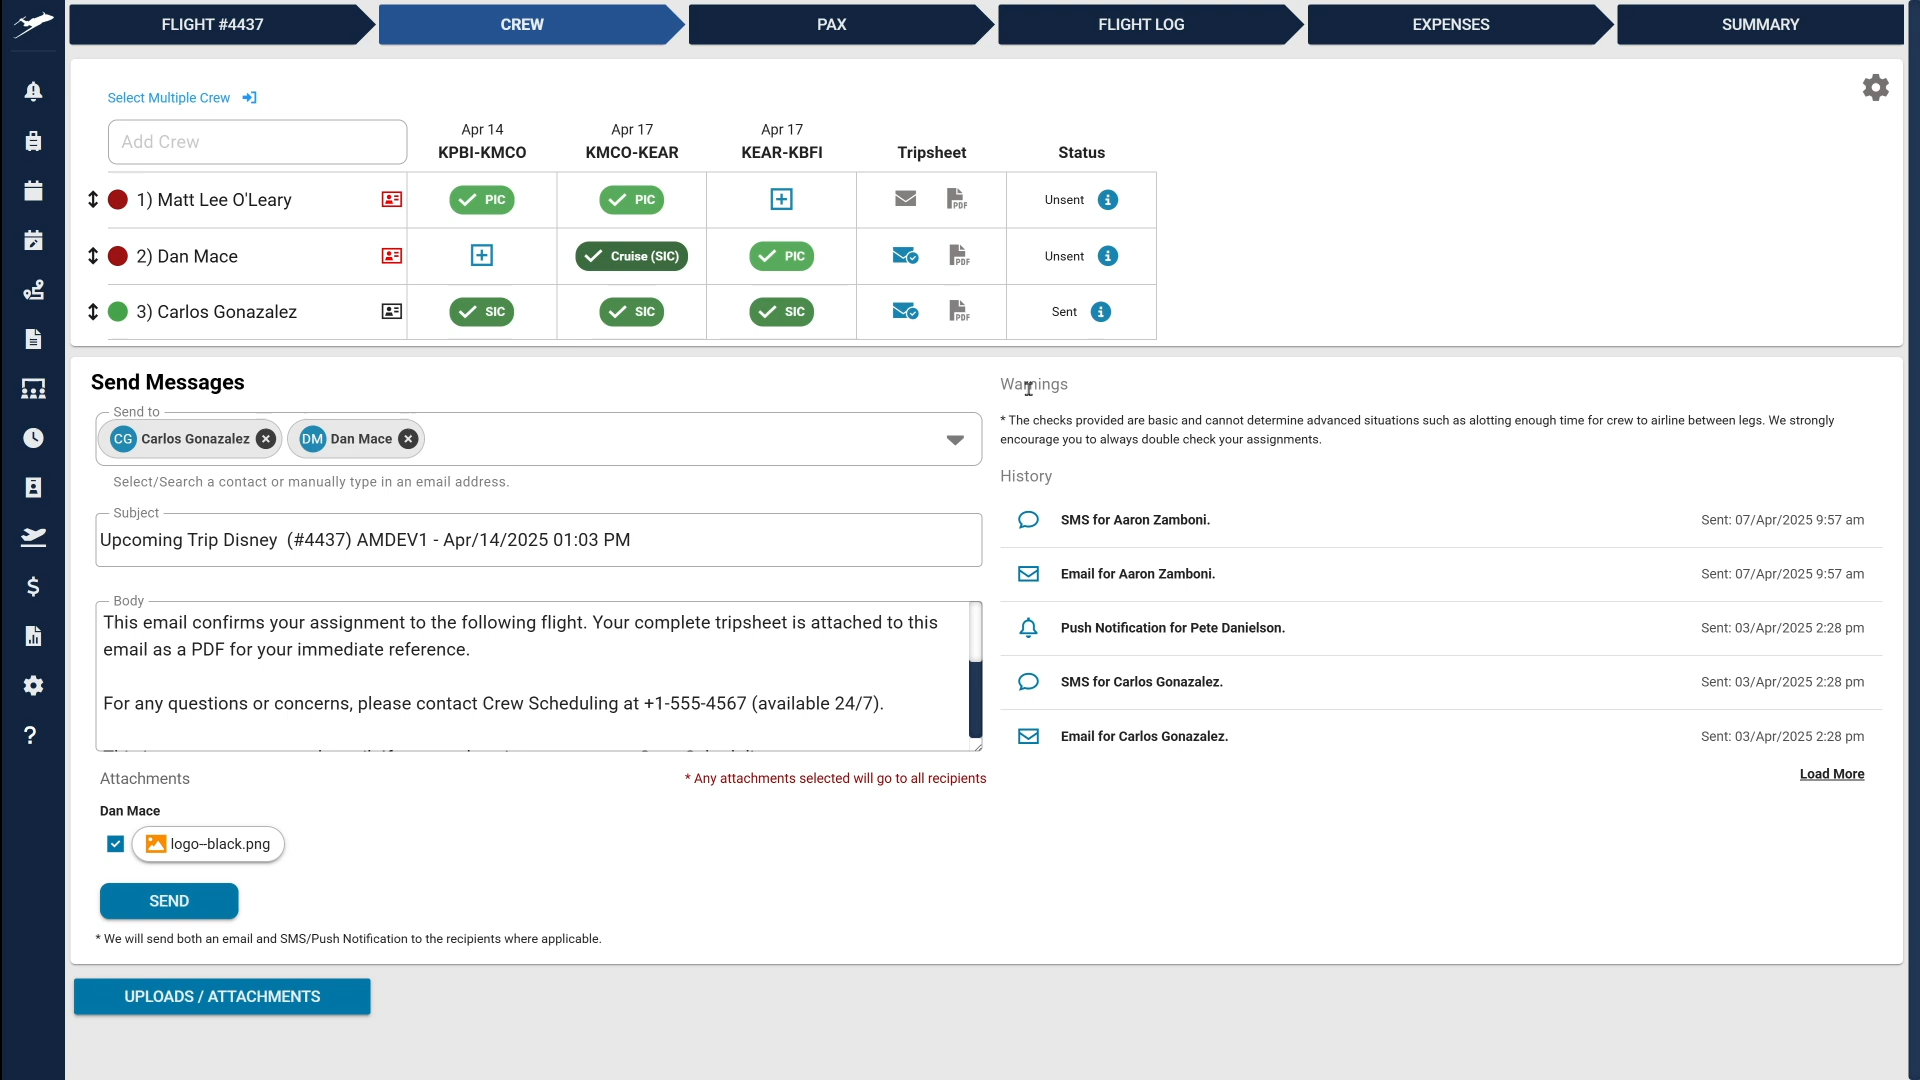 FLIGHT #4437
CREW
PAX
FLIGHT LOG
EXPENSES
SUMMARY
Select Multiple Crew
Add Crew
Apr 14
KPBI-KMCO
Apr 17
KMCO-KEAR
Apr 17
KEAR-KBFI
Tripsheet
Status
1) Matt Lee O'Leary
PIC
PIC
PDF
Unsent
2) Dan Mace
Cruise (SIC)
PIC
PDF
Unsent
3) Carlos Gonazalez
SIC
SIC
SIC
PDF
Sent
Send Messages
Send to
CG Carlos Gonazalez
DM Dan Mace
Select/Search a contact or manually type in an email address.
Subject
Upcoming Trip Disney (#4437) AMDEV1 - Apr/14/2025 01:03 PM
Body
This email confirms your assignment to the following flight. Your complete tripsheet is attached to this
email as a PDF for your immediate reference.
For any questions or concerns, please contact Crew Scheduling at +1-555-4567 (available 24/7).
Attachments
* Any attachments selected will go to all recipients
Dan Mace
logo--black.png
SEND
* We will send both an email and SMS/Push Notification to the recipients where applicable.
UPLOADS / ATTACHMENTS
Warnings
* The checks provided are basic and cannot determine advanced situations such as alotting enough time for crew to airline between legs. We strongly
encourage you to always double check your assignments.
History
SMS for Aaron Zamboni.
Sent: 07/Apr/2025 9:57 am
Email for Aaron Zamboni.
Sent: 07/Apr/2025 9:57 am
Push Notification for Pete Danielson.
Sent: 03/Apr/2025 2:28 pm
SMS for Carlos Gonazalez.
Sent: 03/Apr/2025 2:28 pm
Email for Carlos Gonazalez.
Sent: 03/Apr/2025 2:28 pm
Load More